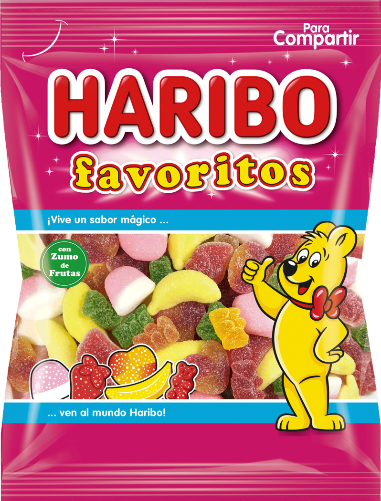 Para
Compartir
HARIBO
favoritos
¡Vive un sabor mágico ...
con
Zumo
de
Frutas
... ven al mundo Haribo!